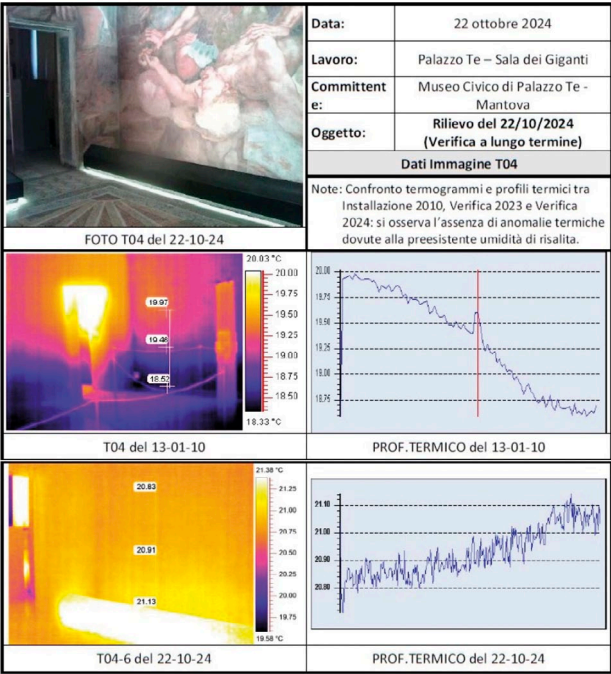 Data: 22 ottobre 2024
Lavoro: Palazzo Te – Sala dei Giganti
Committent
e:
Museo Civico di Palazzo Te -
Mantova
Oggetto:
Rilievo del 22/10/2024
(Verifica a lungo termine)
Dati Immagine T04
Note: Confronto termogrammi e profili termici tra
Installazione 2010, Verifica 2023 e Verifica
2024: si osserva l’assenza di anomalie termiche
dovute alla preesistente umidità di risalita.
FOTO T04 del 22-10-24
19.97
19.46
18.52
20.03 °C
20.00
19.75
19.50
19.25
19.00
18.75
18.50
18.33 °C
20.00
19.75
19.50
19.25
18.75
T04 del 13-01-10
PROF.TERMICO del 13-01-10
20.83
20.91
21.13
21.38 °C
21.25
21.00
20.75
20.50
20.25
20.00
19.75
19.58 °C
21.10
21.00
20.90
20.80
T04-6 del 22-10-24
PROF.TERMICO del 22-10-24